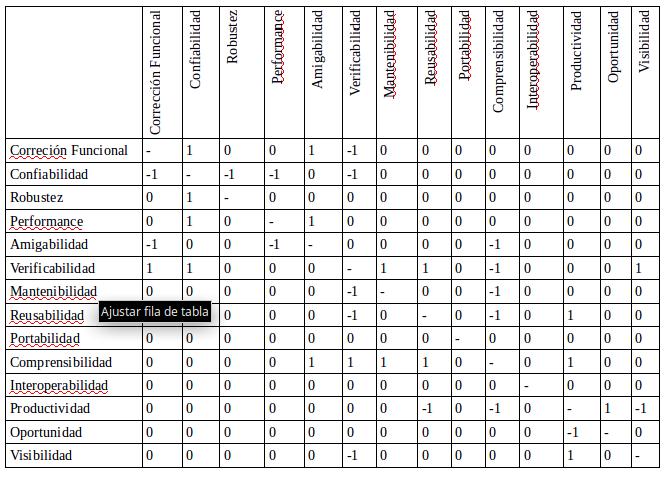 Corrección Funcional Confiabilidad Robustez Performance Amigabilidad Verificabilidad Mantenibilidad Reusabilidad Portabilidad Comprensibilidad Interoperabilidad Productividad Oportunidad Visibilidad
Correción Funcional - 1 0 0 1 -1 0 0 0 0 0 0 0 0
Confiabilidad -1 - -1 -1 0 -1 0 0 0 0 0 0 0 0
Robustez 0 1 - 0 0 0 0 0 0 0 0 0 0 0
Performance 0 1 0 - 1 0 0 0 0 0 0 0 0 0
Amigabilidad -1 0 0 -1 - 0 0 0 0 -1 0 0 0 0
Verificabilidad 1 1 0 0 0 - 1 1 0 -1 0 0 0 1
Mantenibilidad 0 0 0 0 0 -1 - 0 0 -1 0 0 0 0
Reusabilidad Ajustar fila de tabla 0 0 0 -1 0 - 0 -1 0 1 0 0
Portabilidad 0 0 0 0 0 0 0 0 - 0 0 0 0 0
Comprensibilidad 0 0 0 0 1 1 1 1 0 - 0 1 0 0
Interoperabilidad 0 0 0 0 0 0 0 0 0 0 - 0 0 0
Productividad 0 0 0 0 0 0 0 -1 0 -1 0 - 1 -1
Oportunidad 0 0 0 0 0 0 0 0 0 0 0 -1 - 0
Visibilidad 0 0 0 0 0 -1 0 0 0 0 0 1 0 -